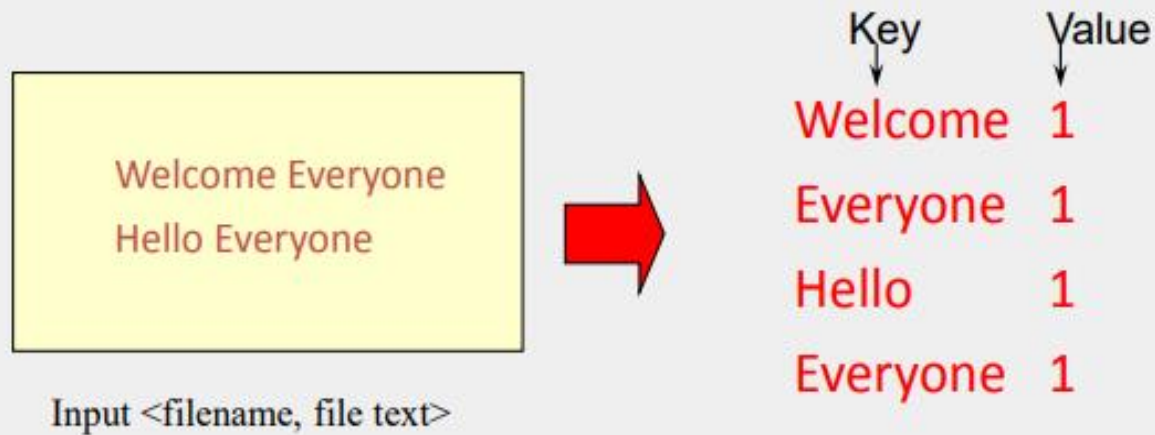 Welcome Everyone
Hello Everyone
Input <filename, file text>
Key Value
Welcome 1
Everyone 1
Hello 1
Everyone 1